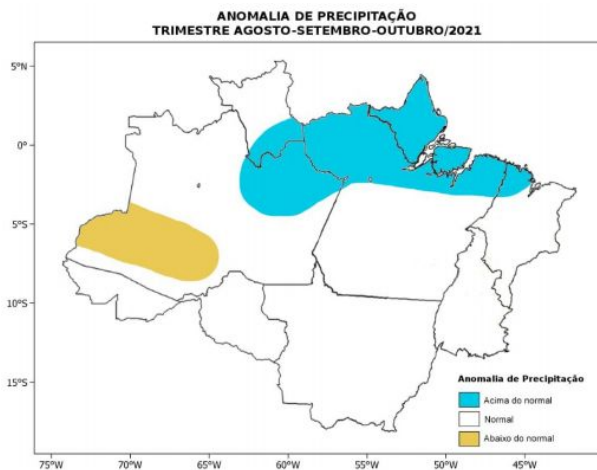 ANOMALIA DE PRECIPITAÇÃO
TRIMESTRE AGOSTO-SETEMBRO-OUTUBRO/2021
5°N
0°
5°S
10°S
15°S
Anomalia de Precipitação
Acima do normal
Normal
Abaixo do normal
75°W 70°W 65°W 60°W 55°W 50°W 45°W